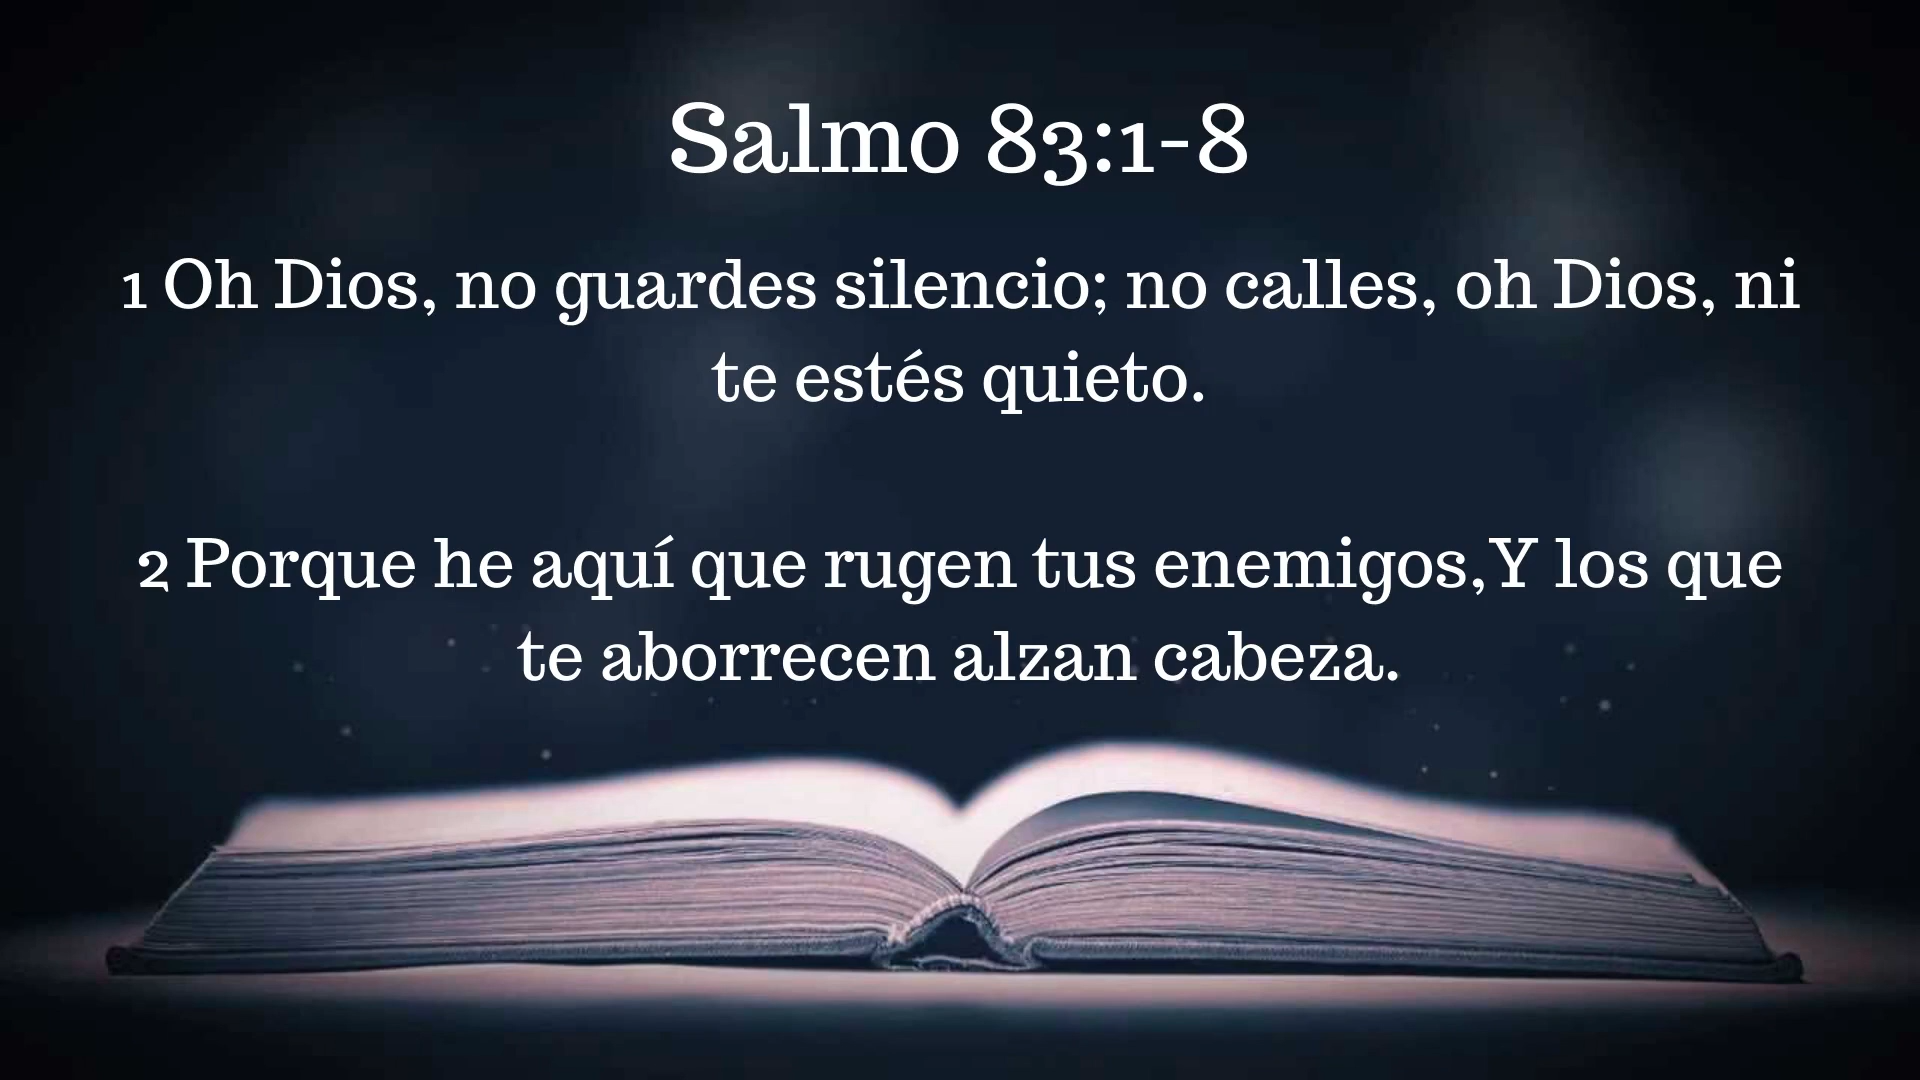 Salmo 83:1-8
1 Oh Dios, no guardes silencio; no calles, oh Dios, ni
te estés quieto.
2 Porque he aquí que rugen tus enemigos,Y los que
te aborrecen alzan cabeza.